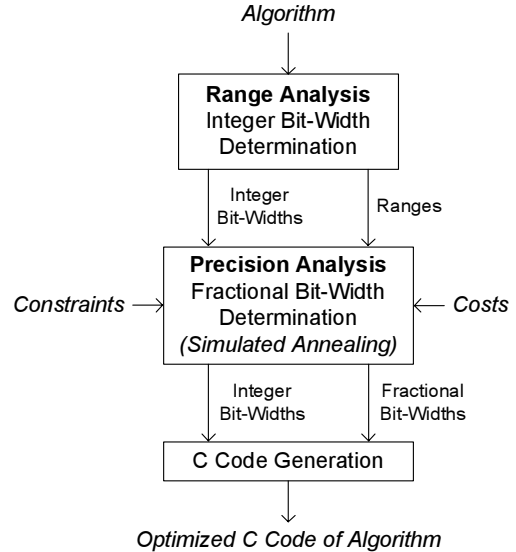 Algorithm
Range Analysis
Integer Bit-Width
Determination
Integer
Bit-Widths
Ranges
Precision Analysis
Fractional Bit-Width
Determination
(Simulated Annealing)
Constraints
Costs
Integer
Bit-Widths
Fractional
Bit-Widths
C Code Generation
Optimized C Code of Algorithm